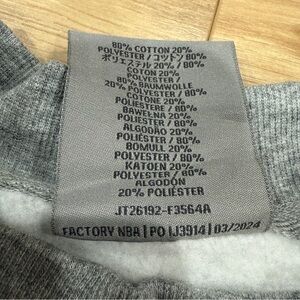 80% COTTON 20%
POLYESTER / コットン 80%
ポリエステル 20% / 80%
COTON 20%
POLYESTER /
80% BAUMWOLLE
20% POLYESTER / 80%
COTONE 20%
POLIESTERE / 80%
BAWEŁNA 20%
POLIESTER / 80%
ALGODÃO 20%
POLIÉSTER / 80%
BOMULL 20%
POLYESTER / 80%
KATOEN 20%
POLYESTER / 80%
ALGODÓN
20% POLIÉSTER
JT26192-F3564A
FACTORY NBA | PO IJ3914 | 03/2024